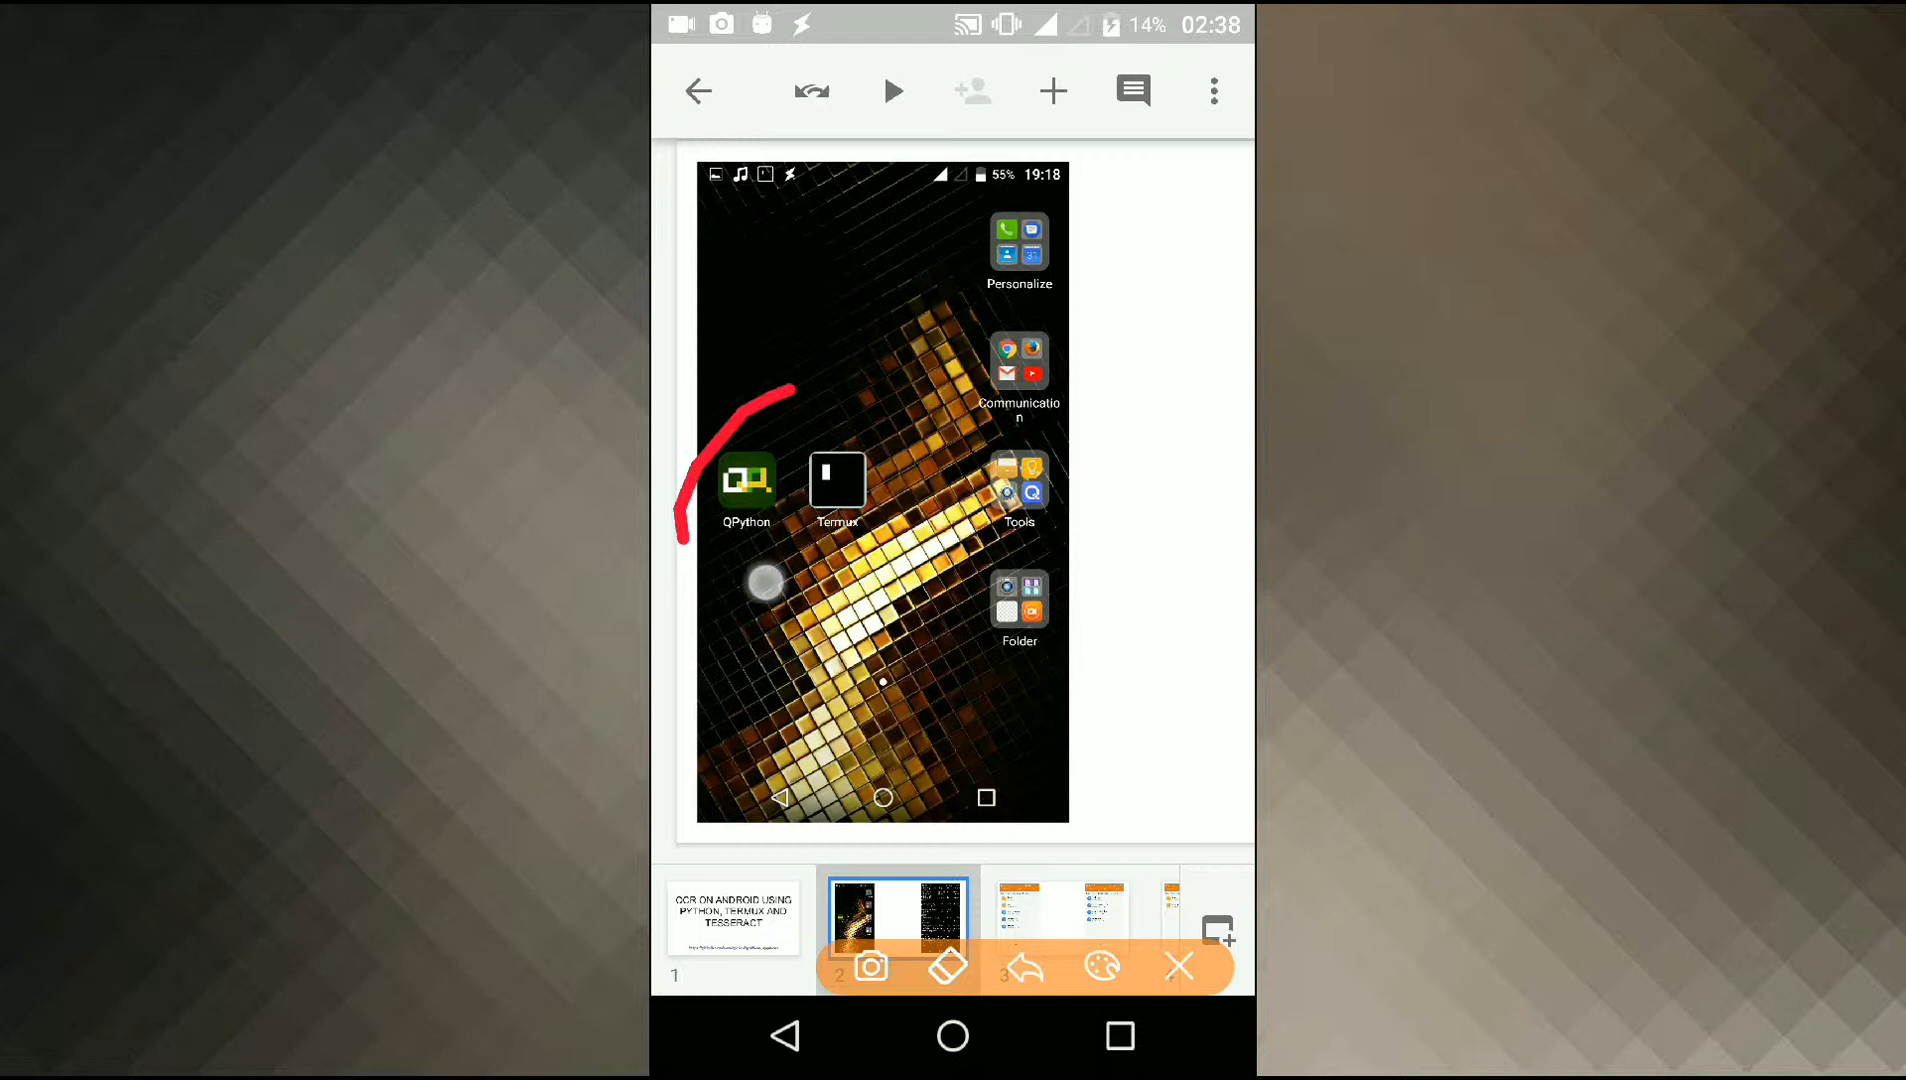 14% 02:38
55% 19:18
Personalize
Communicatio
n
QPython
Termux
Tools
Folder
OCR ON ANDROID USING
PYTHON, TERMUX AND
TESSERACT
1
2
3